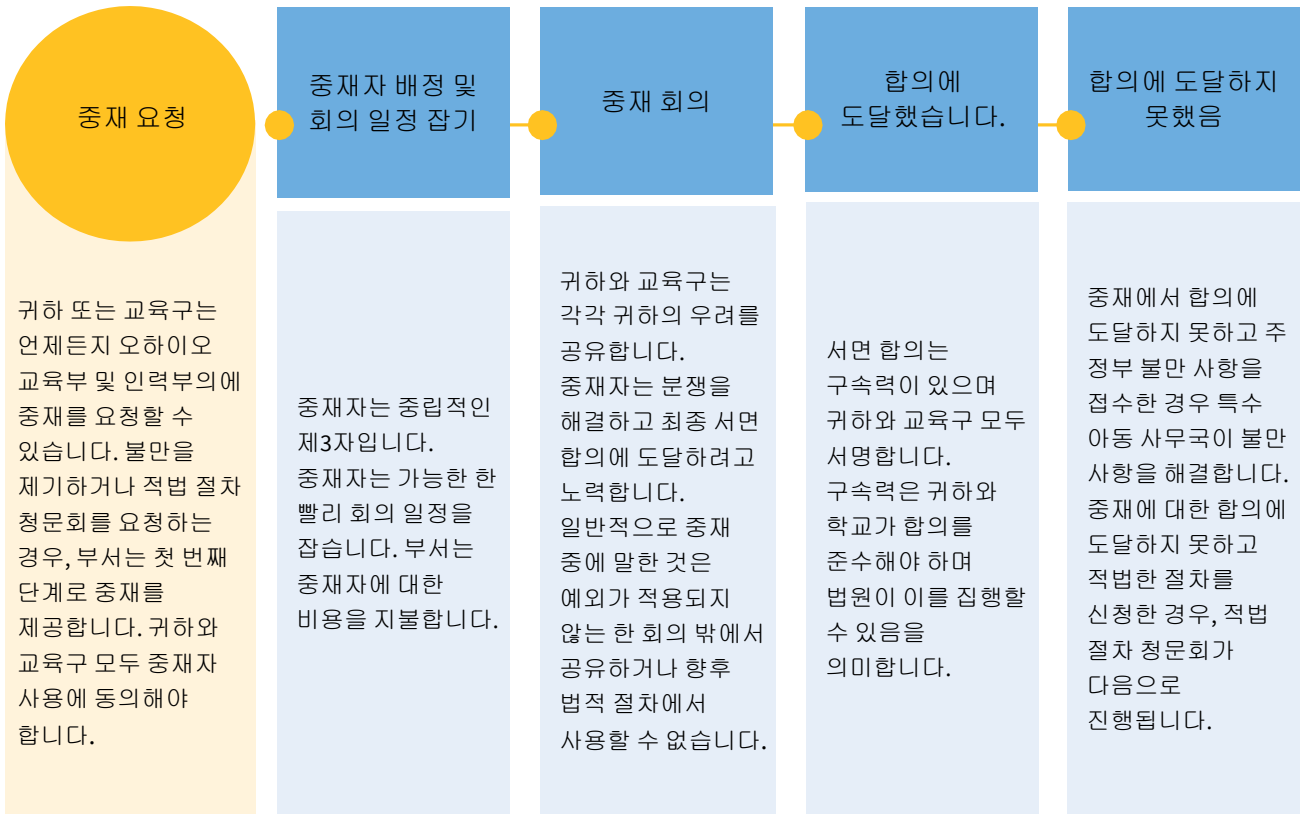 중재 요청
귀하 또는 교육구는
언제든지 오하이오
교육부 및 인력부의에
중재를 요청할 수
있습니다. 불만을
제기하거나 적법 절차
청문회를 요청하는
경우, 부서는 첫 번째
단계로 중재를
제공합니다. 귀하와
교육구 모두 중재자
사용에 동의해야
합니다.
중재자 배정 및
회의 일정 잡기
중재자는 중립적인
제3자입니다.
중재자는 가능한 한
빨리 회의 일정을
잡습니다. 부서는
중재자에 대한
비용을 지불합니다.
중재 회의
귀하와 교육구는
각각 귀하의 우려를
공유합니다.
중재자는 분쟁을
해결하고 최종 서면
합의에 도달하려고
노력합니다.
일반적으로 중재
중에 말한 것은
예외가 적용되지
않는 한 회의 밖에서
공유하거나 향후
법적 절차에서
사용할 수 없습니다.
합의에
도달했습니다.
서면 합의는
구속력이 있으며
귀하와 교육구 모두
서명합니다.
구속력은 귀하와
학교가 합의를
준수해야 하며
법원이 이를 집행할
수 있음을
의미합니다.
합의에 도달하지
못했음
중재에서 합의에
도달하지 못하고 주
정부 불만 사항을
접수한 경우 특수
아동 사무국이 불만
사항을 해결합니다.
중재에 대한 합의에
도달하지 못하고
적법한 절차를
신청한 경우, 적법
절차 청문회가
다음으로
진행됩니다.